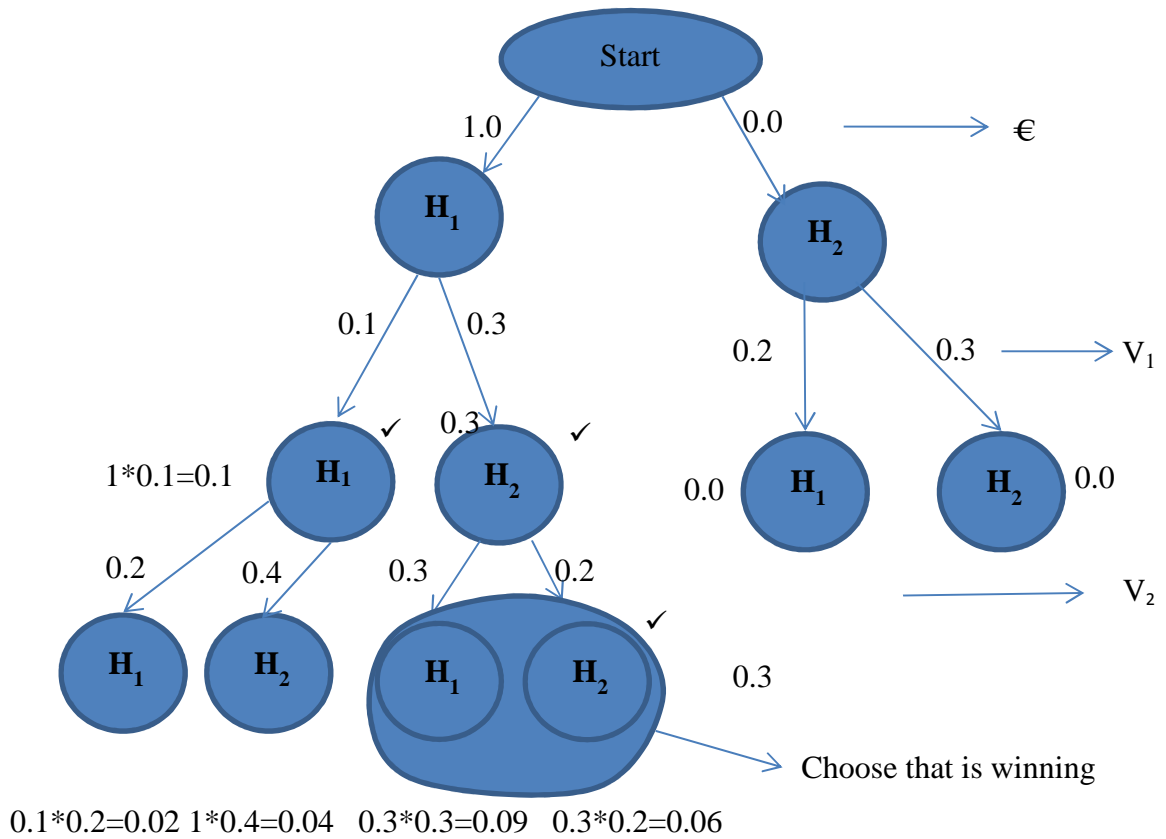 Start
1.0
0.0
€
H₁
H₂
0.1
0.3
0.2
0.3
V₁
0.3
✓
✓
1*0.1=0.1
H₁
H₂
0.0
H₁
H₂
0.0
0.2
0.4
0.3
0.2
V₂
✓
H₁
H₂
H₁
H₂
0.3
Choose that is winning
0.1*0.2=0.02 1*0.4=0.04 0.3*0.3=0.09 0.3*0.2=0.06